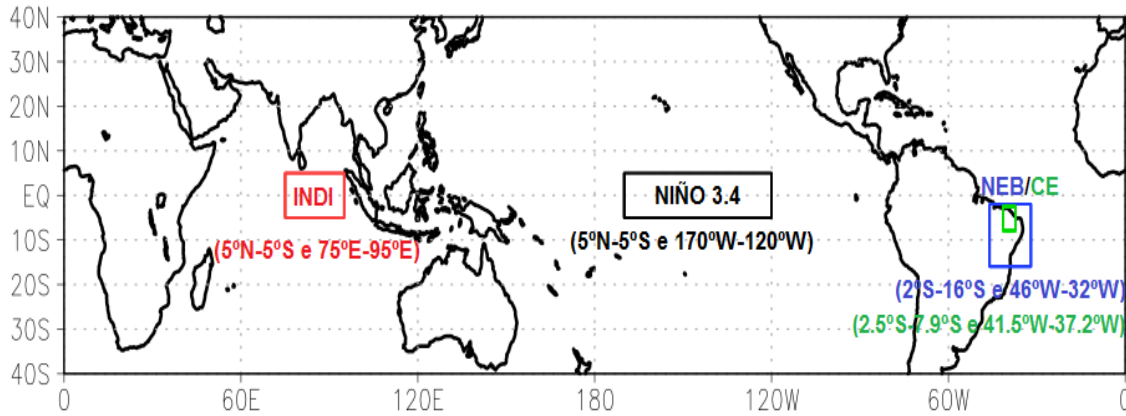 40N
30N
20N
10N
EQ
10S
20S
30S
40S
INDI
(5ºN-5ºS e 75ºE-95ºE)
NIÑO 3.4
(5ºN-5ºS e 170ºW-120ºW)
NEB/CE
(2ºS-16ºS e 46ºW-32ºW)
(2.5ºS-7.9ºS e 41.5ºW-37.2ºW)
0
60E
120E
180
120W
60W
0